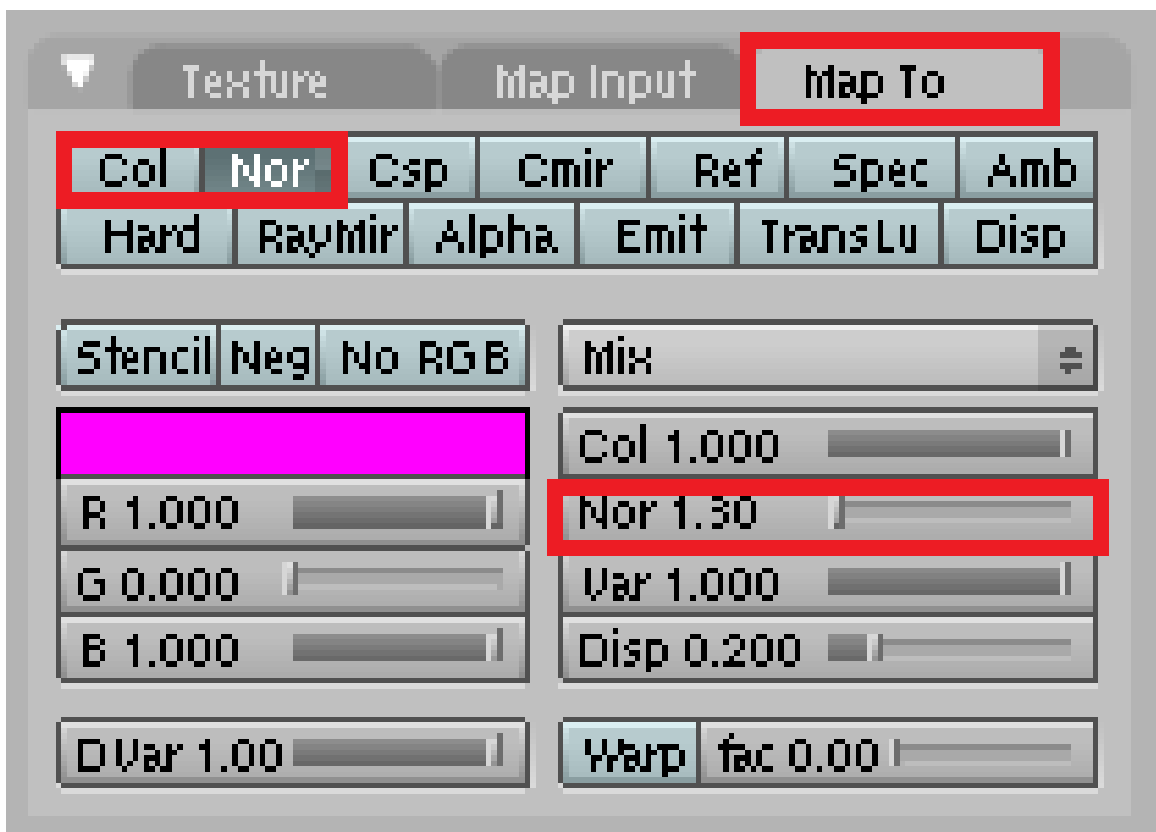 Texture Map Input Map To
Col Nor Csp Cmir Ref Spec Amb
Hard RayMir Alpha Emit TransLu Disp
Stencil Neg No RGB Mix
Col 1.000
R 1.000 Nor 1.30
G 0.000 Var 1.000
B 1.000 Disp 0.200
DVar 1.00 Warp fac 0.00